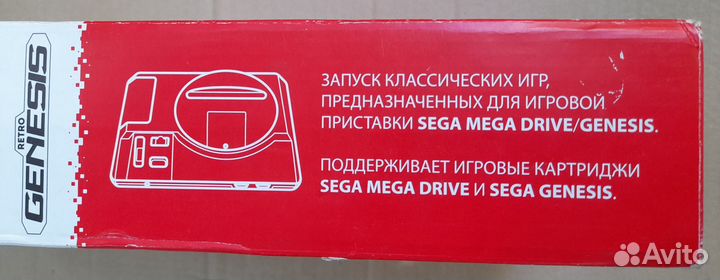 RETRO
GENESIS
ЗАПУСК КЛАССИЧЕСКИХ ИГР,
ПРЕДНАЗНАЧЕННЫХ ДЛЯ ИГРОВОЙ
ПРИСТАВКИ SEGA MEGA DRIVE/GENESIS.
ПОДДЕРЖИВАЕТ ИГРОВЫЕ КАРТРИДЖИ
SEGA MEGA DRIVE И SEGA GENESIS.
Avito